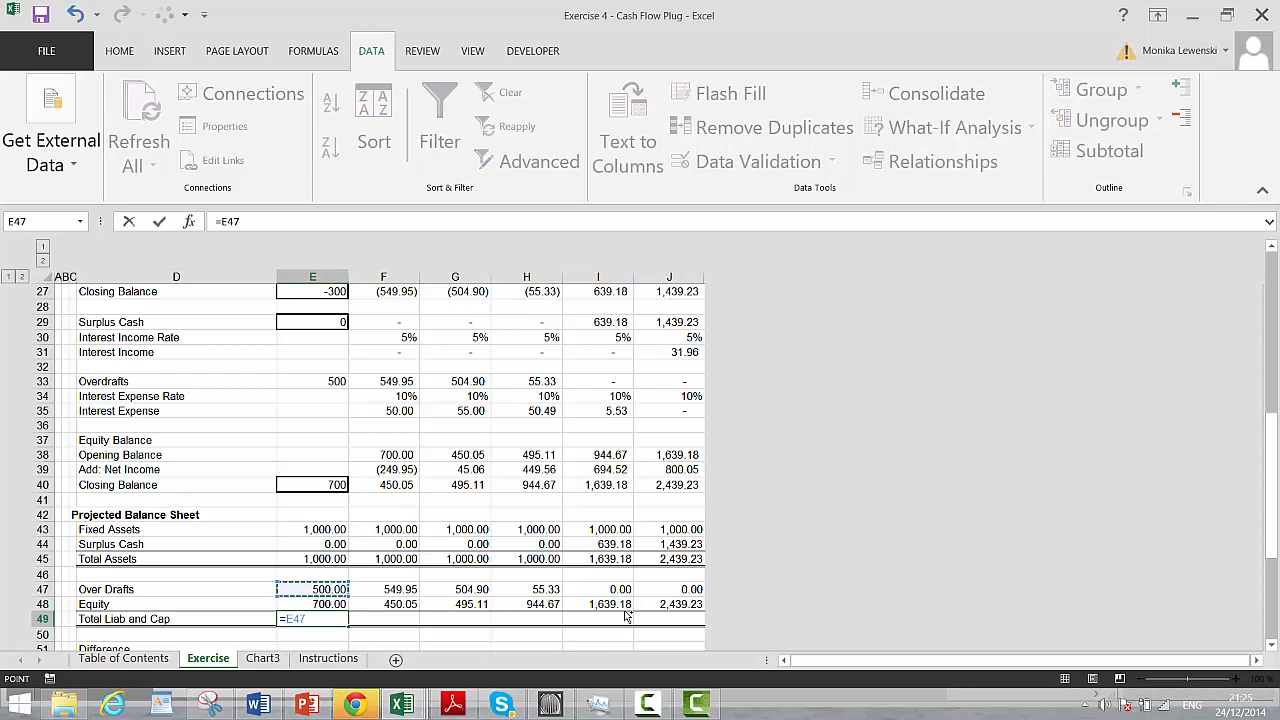 Exercise 4 - Cash Flow Plug - Excel
FILE HOME INSERT PAGE LAYOUT FORMULAS DATA REVIEW VIEW DEVELOPER Monika Lewenski
Get External Data
Refresh All
Connections
Properties
Edit Links
Connections
Sort
Filter
Clear
Reapply
Advanced
Sort & Filter
Text to Columns
Flash Fill
Remove Duplicates
Data Validation
Consolidate
What-If Analysis
Relationships
Data Tools
Group
Ungroup
Subtotal
Outline
E47 fx =E47
1
2
1 2 A B C D E F G H I J
27 Closing Balance -300 (549.95) (504.90) (55.33) 639.18 1,439.23
28
29 Surplus Cash 0 - - - 639.18 1,439.23
30 Interest Income Rate 5% 5% 5% 5% 5%
31 Interest Income - - - - 31.96
32
33 Overdrafts 500 549.95 504.90 55.33 - -
34 Interest Expense Rate 10% 10% 10% 10% 10%
35 Interest Expense 50.00 55.00 50.49 5.53 -
36
37 Equity Balance
38 Opening Balance 700.00 450.05 495.11 944.67 1,639.18
39 Add: Net Income (249.95) 45.06 449.56 694.52 800.05
40 Closing Balance 700 450.05 495.11 944.67 1,639.18 2,439.23
41
42 Projected Balance Sheet
43 Fixed Assets 1,000.00 1,000.00 1,000.00 1,000.00 1,000.00 1,000.00
44 Surplus Cash 0.00 0.00 0.00 0.00 639.18 1,439.23
45 Total Assets 1,000.00 1,000.00 1,000.00 1,000.00 1,639.18 2,439.23
46
47 Over Drafts 500.00 549.95 504.90 55.33 0.00 0.00
48 Equity 700.00 450.05 495.11 944.67 1,639.18 2,439.23
49 Total Liab and Cap =E47
50
51 Difference
Table of Contents Exercise Chart3 Instructions
POINT 100 %
ENG
21:25
24/12/2014